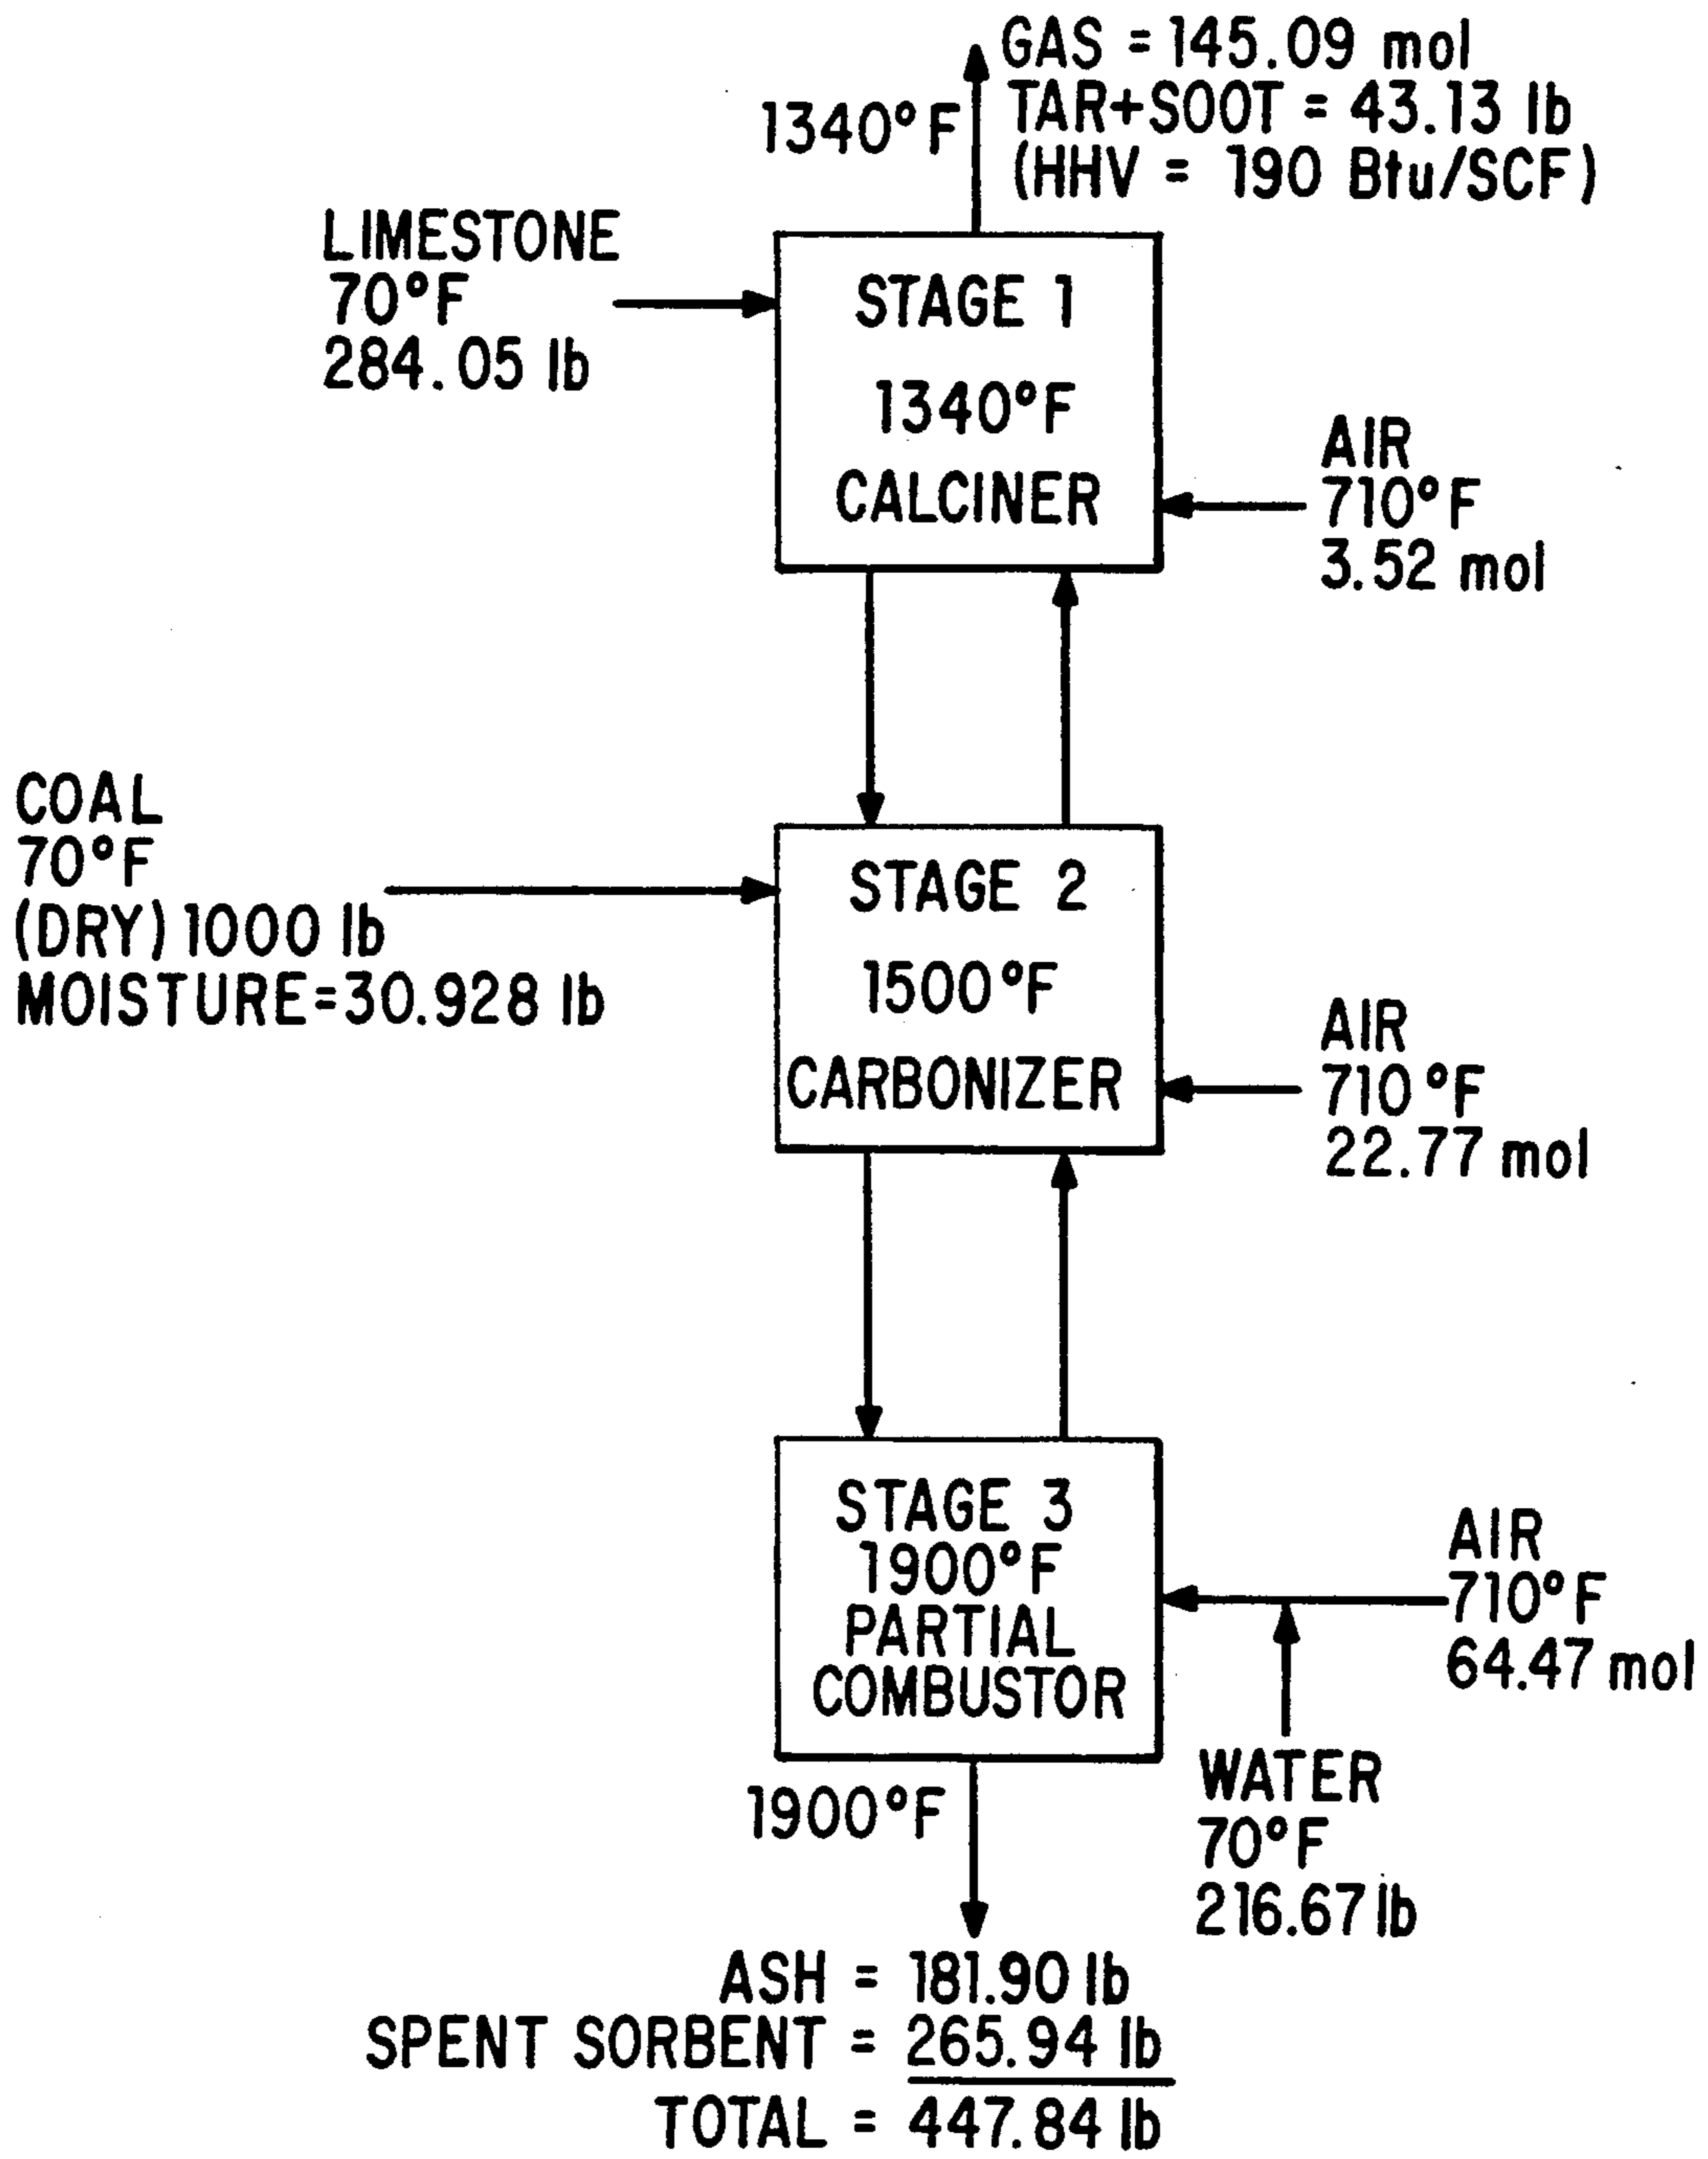 GAS = 145.09 mol
TAR+SOOT = 43.13 lb
(HHV = 190 Btu/SCF)
1340°F
LIMESTONE
70°F
284.05 lb
STAGE 1
1340°F
CALCINER
AIR
710°F
3.52 mol
COAL
70°F
(DRY) 1000 lb
MOISTURE=30.928 lb
STAGE 2
1500°F
CARBONIZER
AIR
710°F
22.77 mol
STAGE 3
1900°F
PARTIAL
COMBUSTOR
AIR
710°F
64.47 mol
WATER
70°F
216.67 lb
1900°F
ASH = 181.90 lb
SPENT SORBENT = 265.94 lb
TOTAL = 447.84 lb